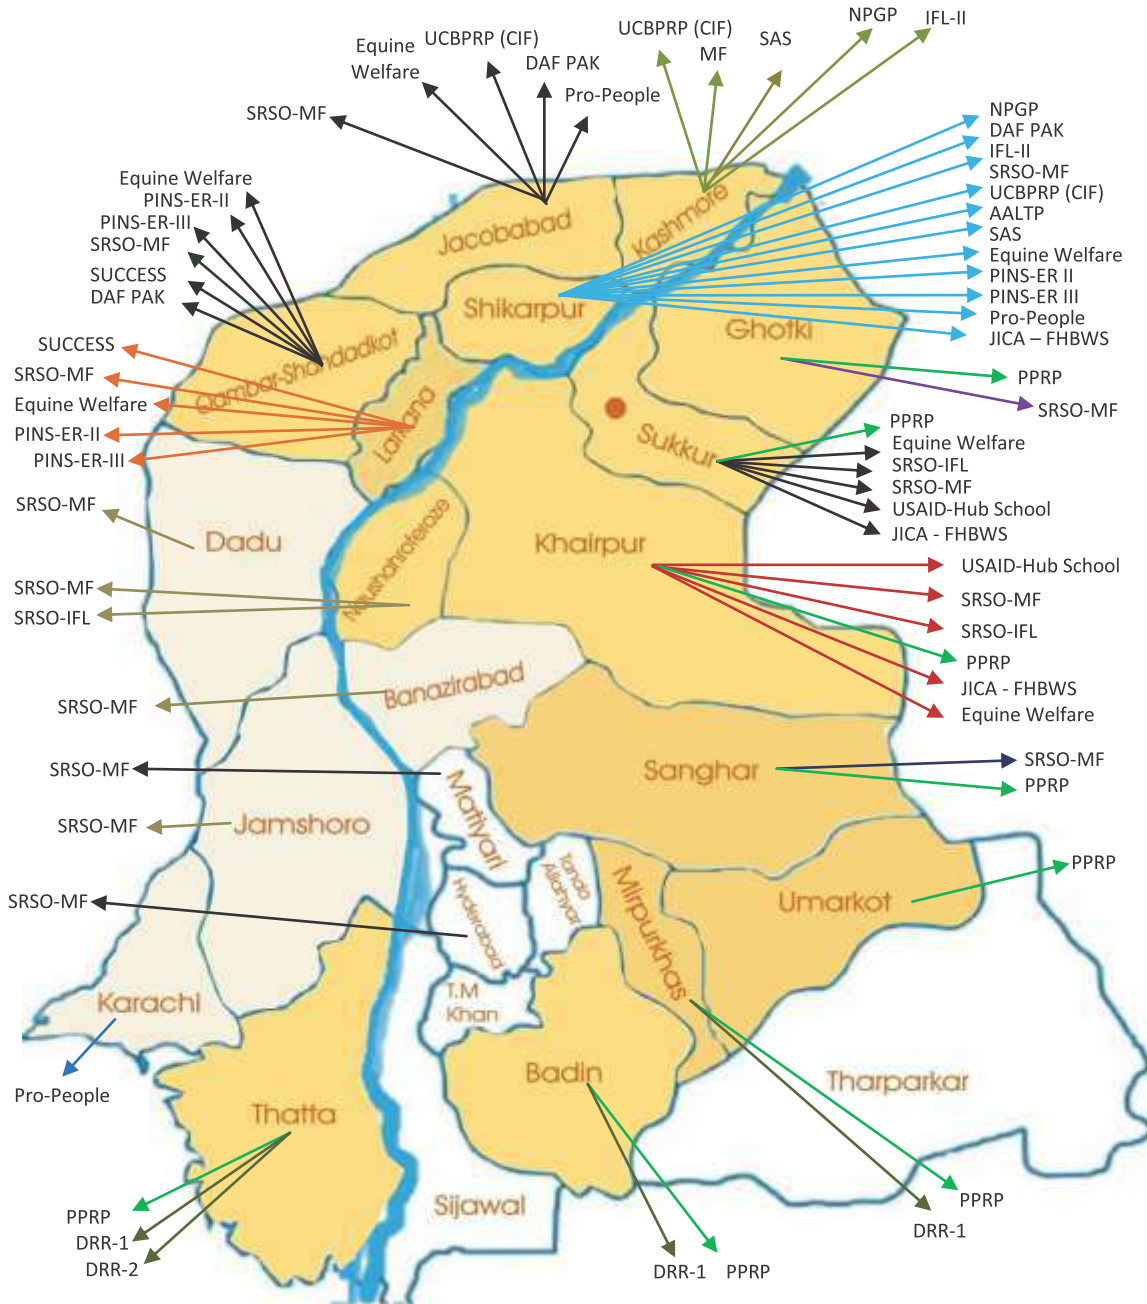 NPGP
IFL-II
UCBPRP (CIF)
MF
SAS
UCBPRP (CIF)
Equine
Welfare
DAF PAK
Pro-People
SRSO-MF
NPGP
DAF PAK
IFL-II
SRSO-MF
UCBPRP (CIF)
AALTP
SAS
Equine Welfare
PINS-ER II
PINS-ER III
Pro-People
JICA – FHBWS
Equine Welfare
PINS-ER-II
PINS-ER-III
SRSO-MF
SUCCESS
DAF PAK
Jacobabad
Kashmore
Shikarpur
Ghotki
Qambar-Shahdadkot
Larkana
Sukkur
SUCCESS
SRSO-MF
Equine Welfare
PINS-ER-II
PINS-ER-III
PPRP
SRSO-MF
PPRP
Equine Welfare
SRSO-IFL
SRSO-MF
USAID-Hub School
JICA - FHBWS
SRSO-MF
Dadu
Naushahraferoze
Khairpur
SRSO-MF
SRSO-IFL
USAID-Hub School
SRSO-MF
SRSO-IFL
PPRP
JICA - FHBWS
Equine Welfare
SRSO-MF
Banazirabad
SRSO-MF
Matiyari
Sanghar
SRSO-MF
PPRP
SRSO-MF
Jamshoro
SRSO-MF
Hyderabad
Tando
Allahyar
Mirpurkhas
Umarkot
PPRP
Karachi
T.M
Khan
Pro-People
Badin
Tharparkar
Thatta
Sijawal
PPRP
DRR-1
DRR-2
DRR-1
PPRP
PPRP
DRR-1